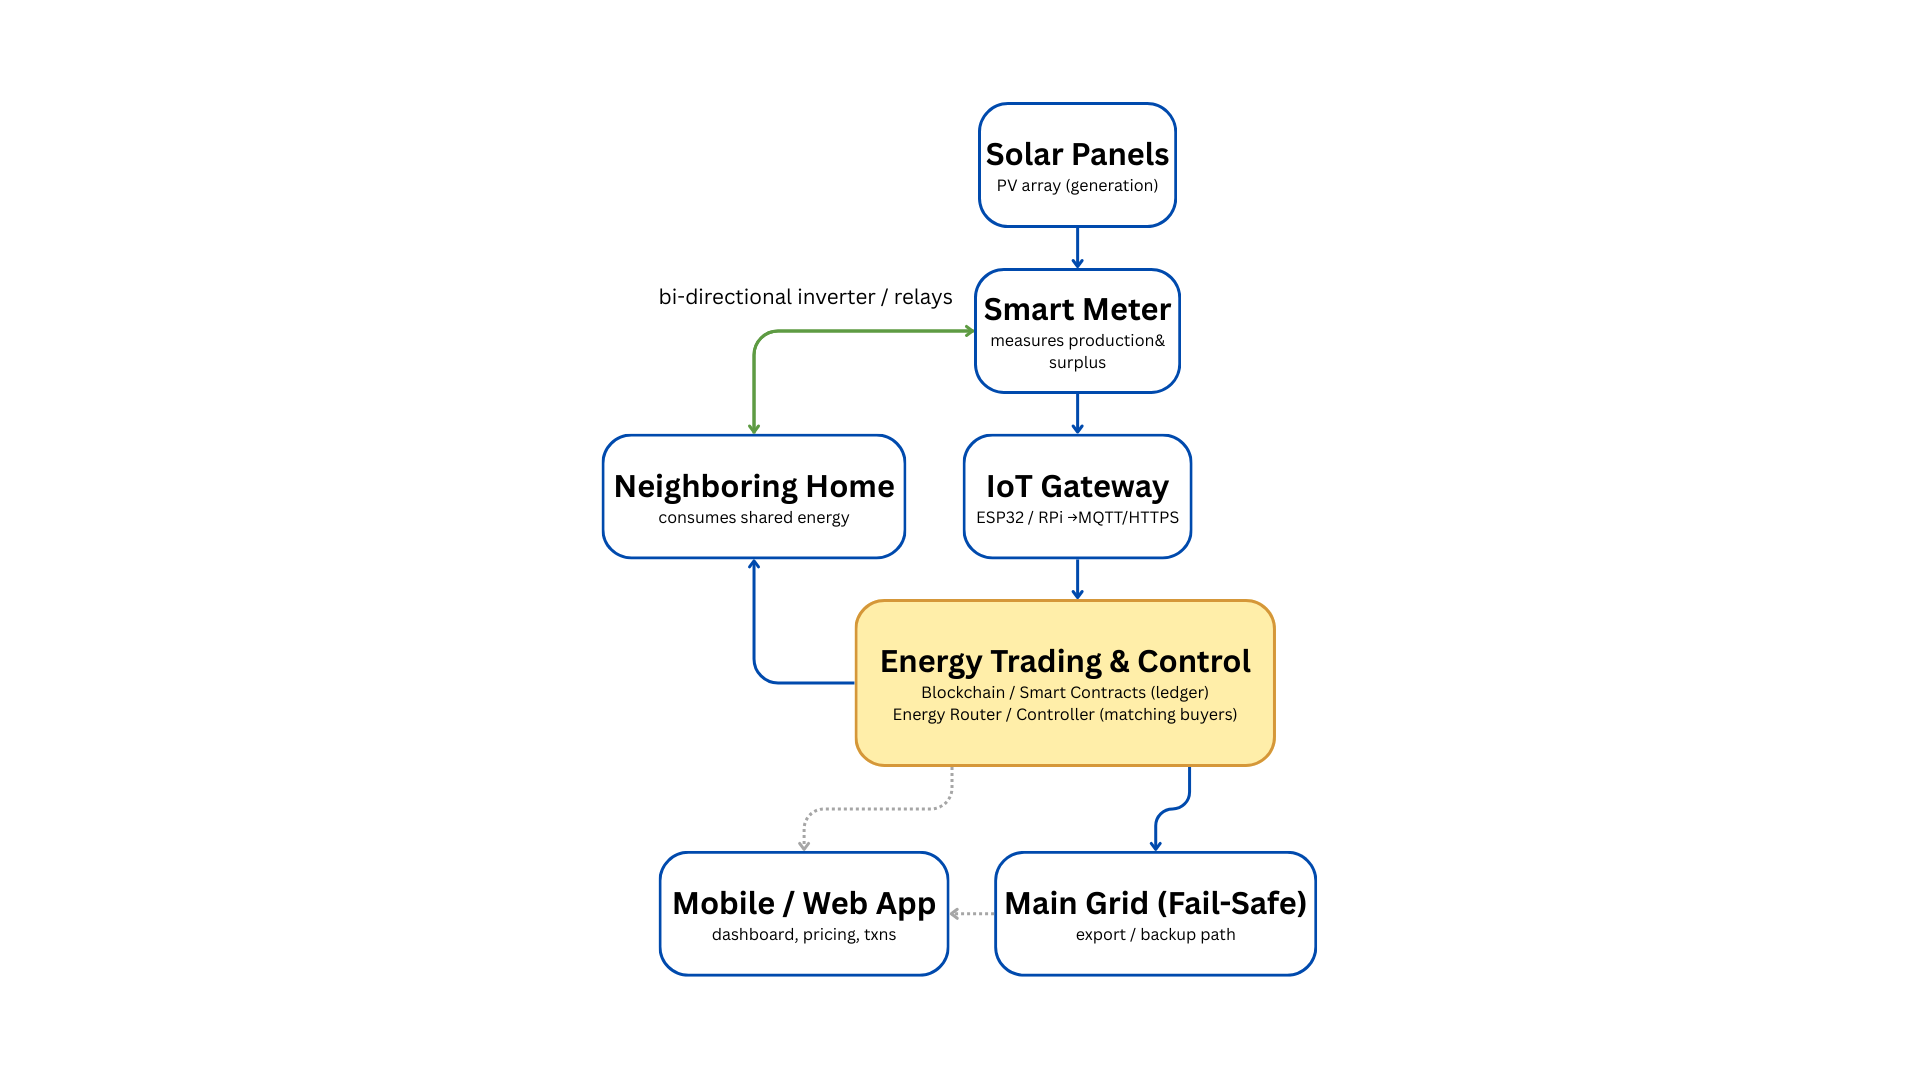 Solar Panels
PV array (generation)
bi-directional inverter / relays
Smart Meter
measures production&
surplus
Neighboring Home
consumes shared energy
IoT Gateway
ESP32 / RPi →MQTT/HTTPS
Energy Trading & Control
Blockchain / Smart Contracts (ledger)
Energy Router / Controller (matching buyers)
Mobile / Web App
dashboard, pricing, txns
Main Grid (Fail-Safe)
export / backup path